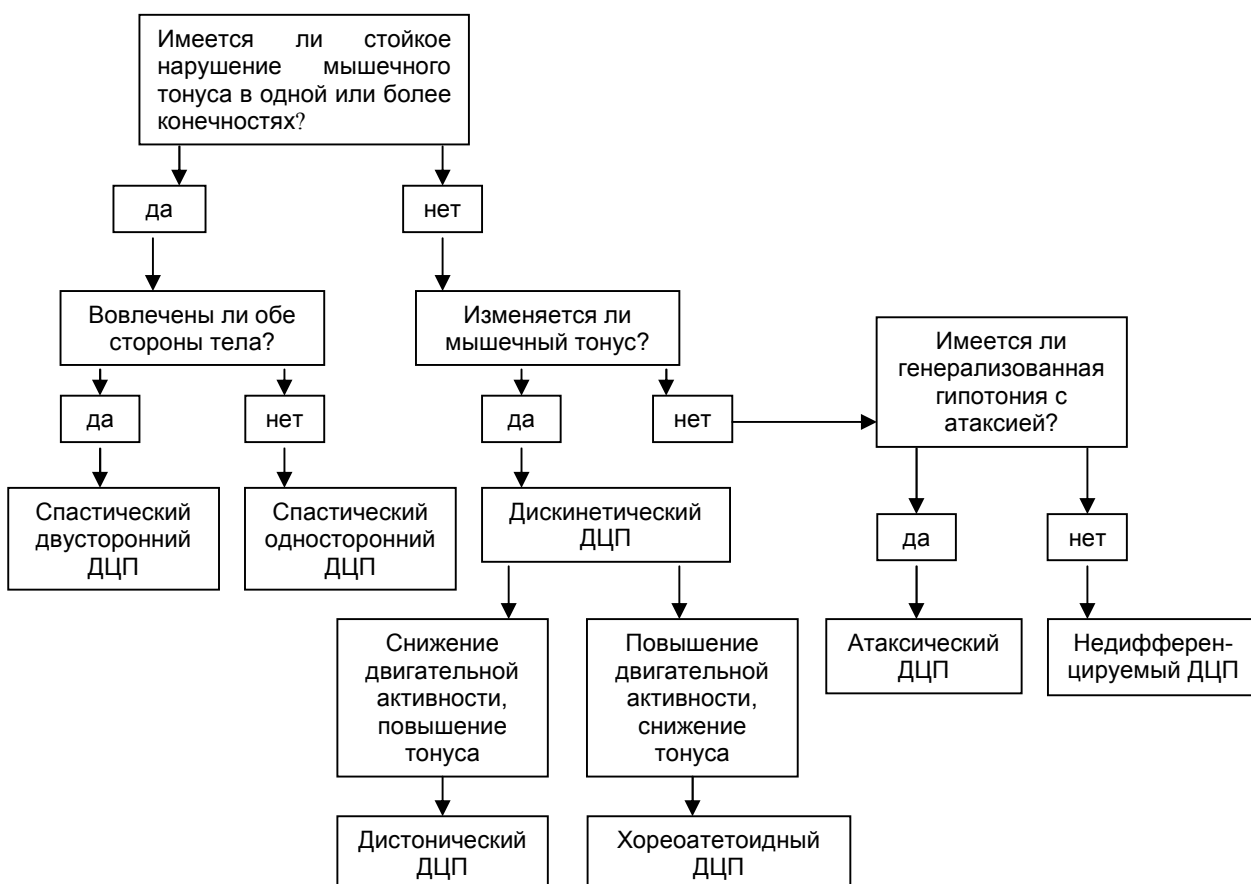 Имеется ли стойкое
нарушение мышечного
тонуса в одной или более
конечностях?
да
нет
Вовлечены ли обе
стороны тела?
Изменяется ли
мышечный тонус?
Имеется ли
генерализованная
гипотония с
атаксией?
да
нет
да
нет
Спастический
двусторонний
ДЦП
Спастический
односторонний
ДЦП
Дискинетический
ДЦП
да
нет
Снижение
двигательной
активности,
повышение
тонуса
Повышение
двигательной
активности,
снижение
тонуса
Атаксический
ДЦП
Недифферен-
цируемый ДЦП
Дистонический
ДЦП
Хореоатетоидный
ДЦП